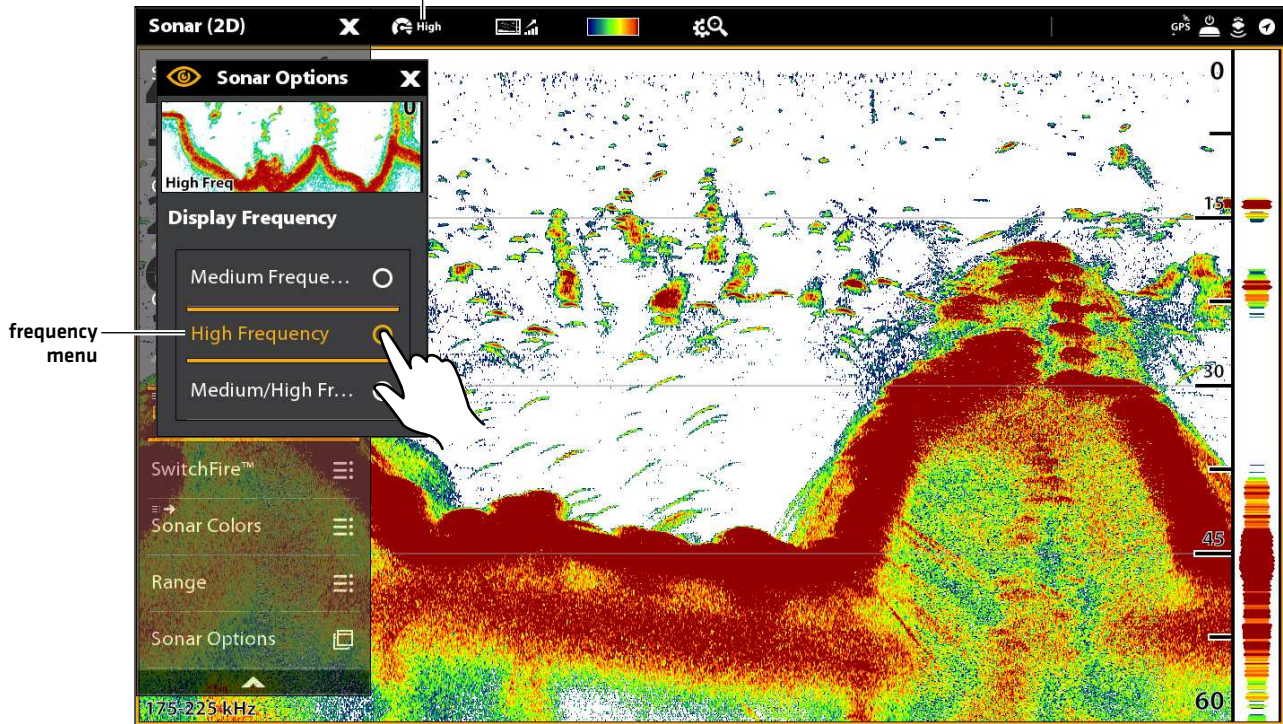 Sonar (2D) X High GPS
Sonar Options X
0
High Freq
Display Frequency
Medium Freque...
High Frequency
Medium/High Fr...
frequency
menu
SwitchFire™
Sonar Colors
Range
Sonar Options
175-225 kHz
0
15
30
45
60